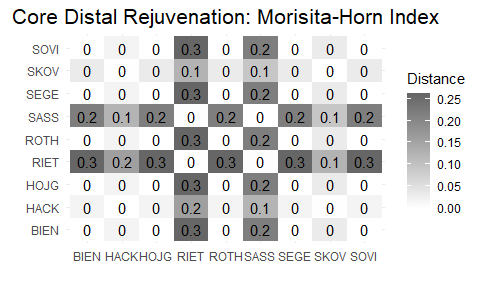 Core Distal Rejuvenation: Morisita-Horn Index
SOVI 0 0 0 0.3 0 0.2 0 0 0
SKOV 0 0 0 0.1 0 0.1 0 0 0
SEGE 0 0 0 0.3 0 0.2 0 0 0
SASS 0.2 0.1 0.2 0 0.2 0 0.2 0.1 0.2
ROTH 0 0 0 0.3 0 0.2 0 0 0
RIET 0.3 0.2 0.3 0 0.3 0 0.3 0.1 0.3
HOJG 0 0 0 0.3 0 0.2 0 0 0
HACK 0 0 0 0.2 0 0.1 0 0 0
BIEN 0 0 0 0.3 0 0.2 0 0 0
BIEN HACK HOJG RIET ROTH SASS SEGE SKOV SOVI
Distance
0.25
0.20
0.15
0.10
0.05
0.00